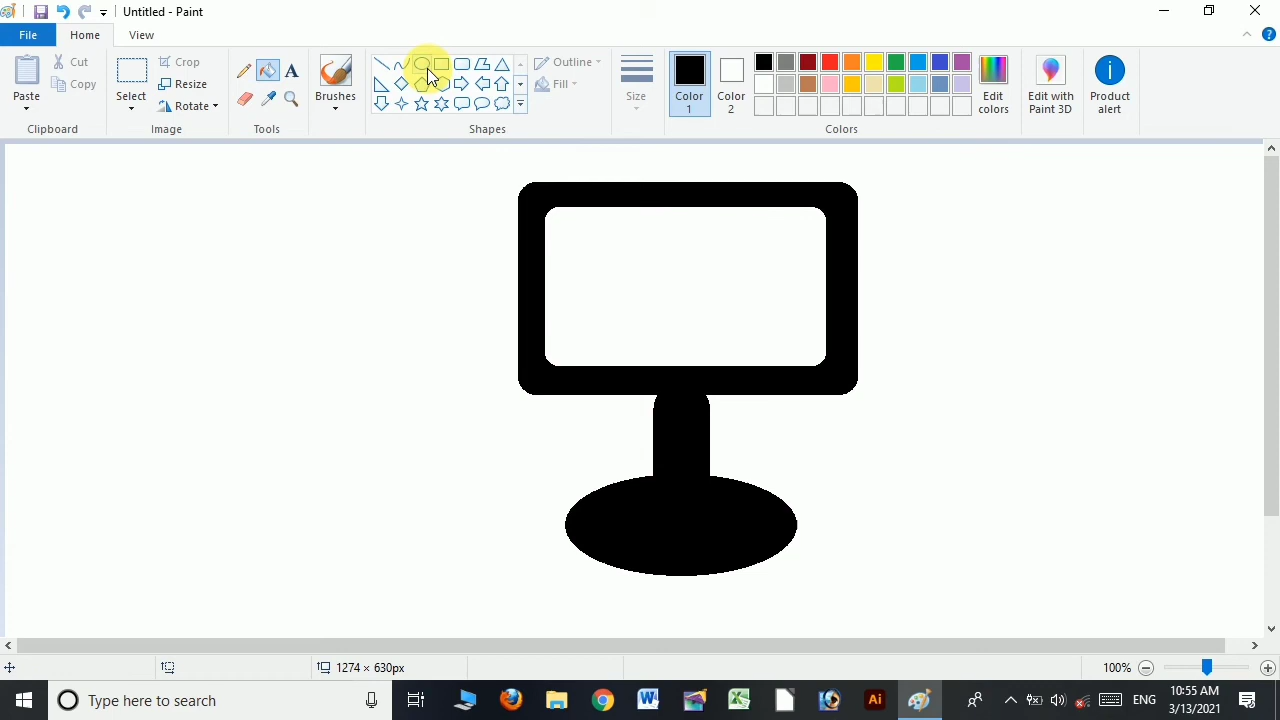 Untitled - Paint
File Home View
Paste
Cut
Copy
Clipboard
Select
Crop
Resize
Rotate
Image
A
Tools
Brushes
Shapes
Outline
Fill
Size
Color 1
Color 2
Colors
Edit colors
Edit with Paint 3D
Product alert
1274 × 630px
100%
Type here to search
W
X
Ai
ENG
10:55 AM
3/13/2021